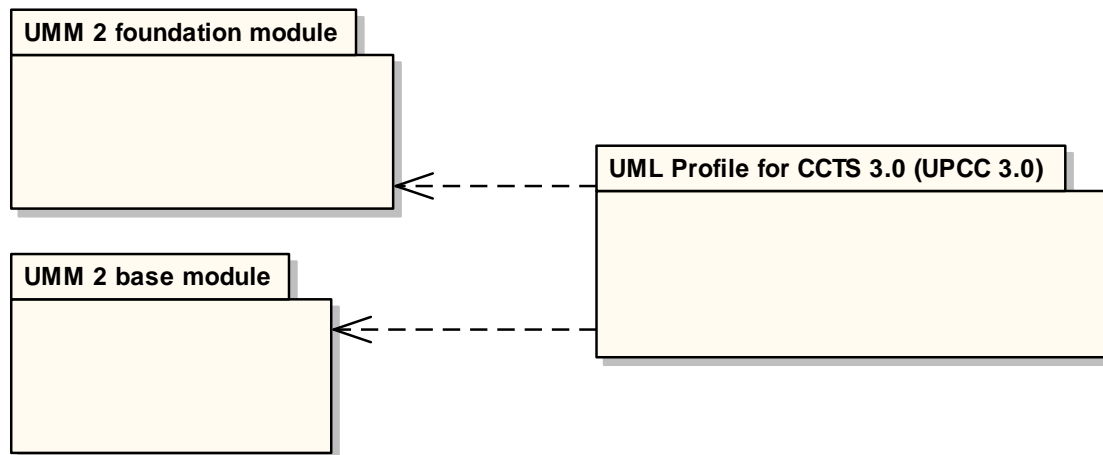 UMM 2 foundation module
UML Profile for CCTS 3.0 (UPCC 3.0)
UMM 2 base module